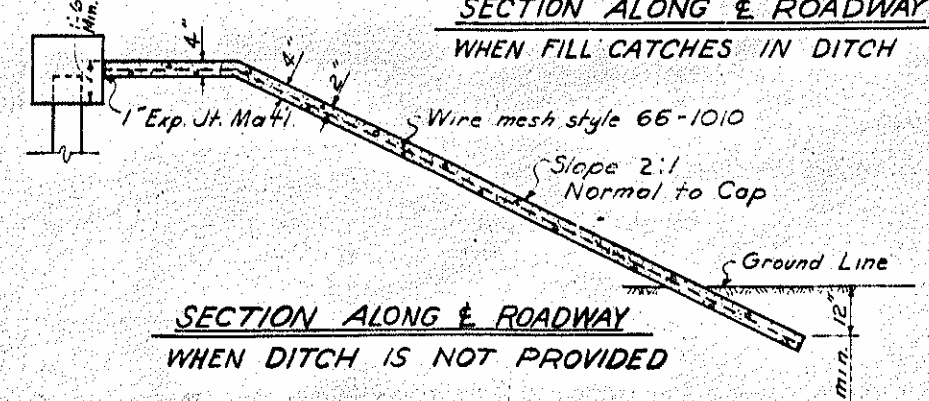 SECTION ALONG ℄ ROADWAY
WHEN FILL CATCHES IN DITCH
Min.
4"
4"
2"
1" Exp. Jt. Mat'l.
Wire mesh style 66-1010
Slope 2:1
Normal to Cap
Ground Line
12"
min.
SECTION ALONG ℄ ROADWAY
WHEN DITCH IS NOT PROVIDED